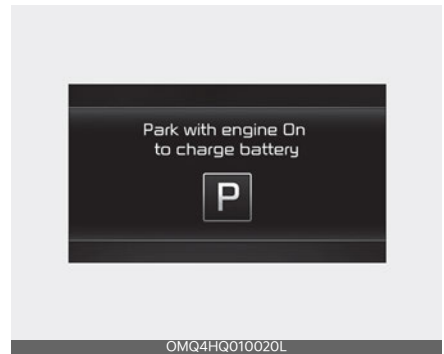 Park with engine On
to charge battery
P
OMQ4HQ010020L